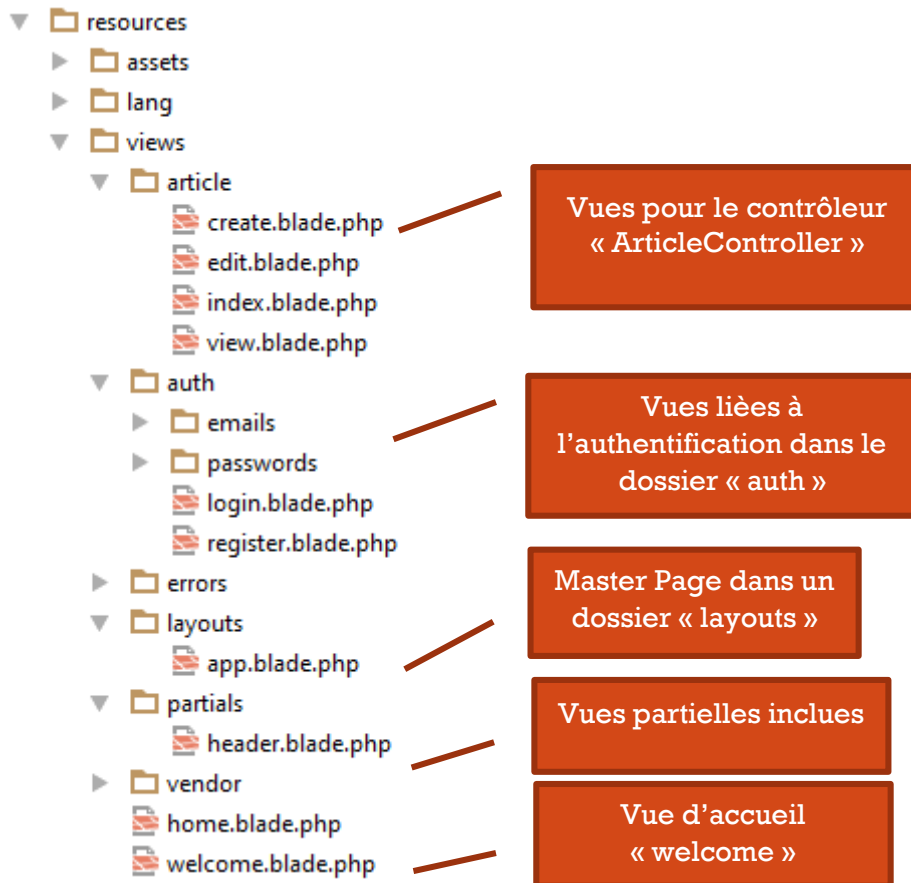 resources
assets
lang
views
article
create.blade.php
edit.blade.php
index.blade.php
view.blade.php
auth
emails
passwords
login.blade.php
register.blade.php
errors
layouts
app.blade.php
partials
header.blade.php
vendor
home.blade.php
welcome.blade.php
Vues pour le contrôleur
« ArticleController »
Vues lièes à
l’authentification dans le
dossier « auth »
Master Page dans un
dossier « layouts »
Vues partielles inclues
Vue d’accueil
« welcome »